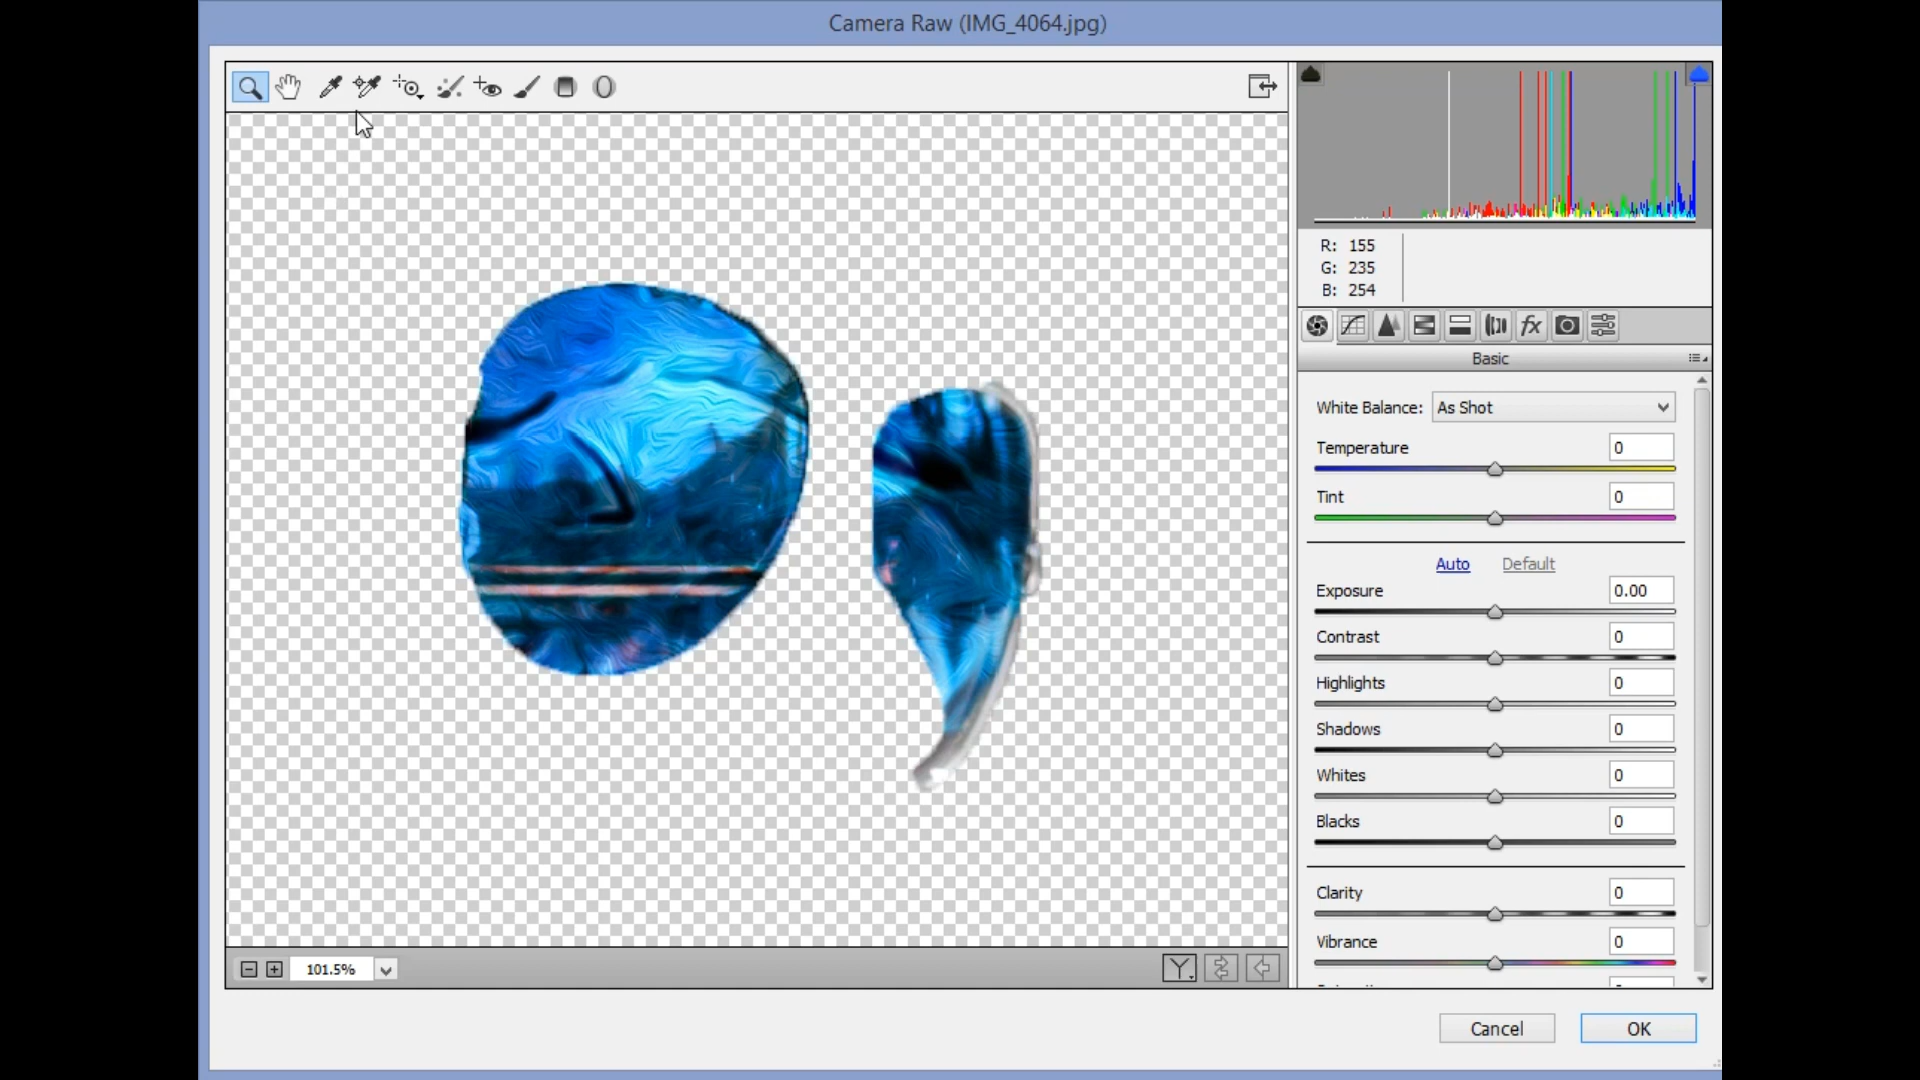 Camera Raw (IMG_4064.jpg)
R: 155
G: 235
B: 254
fx
Basic
White Balance: As Shot
Temperature 0
Tint 0
Auto Default
Exposure 0.00
Contrast 0
Highlights 0
Shadows 0
Whites 0
Blacks 0
Clarity 0
Vibrance 0
101.5%
Cancel OK